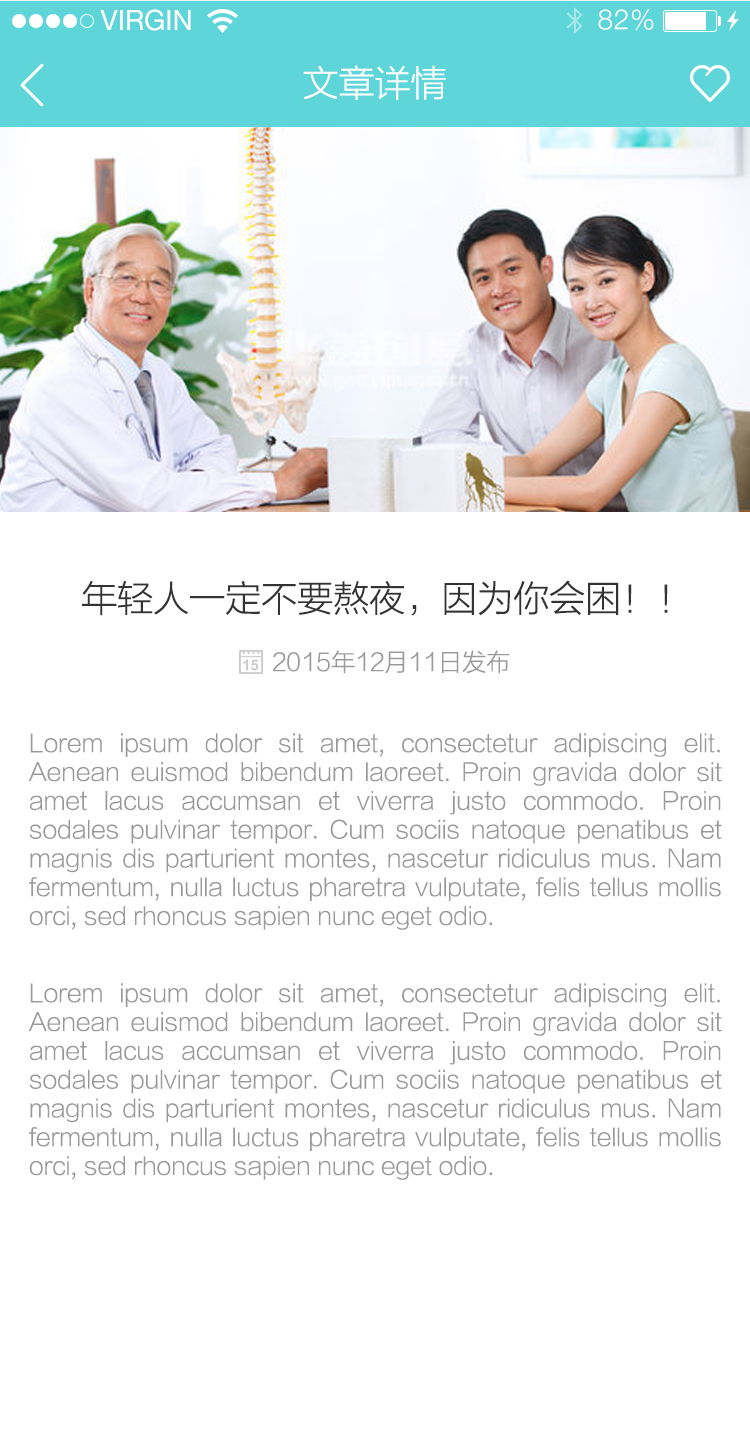 VIRGIN 82%
文章详情
www.gettyimages.cn
年轻人一定不要熬夜，因为你会困！！
15 2015年12月11日发布
Lorem ipsum dolor sit amet, consectetur adipiscing elit.
Aenean euismod bibendum laoreet. Proin gravida dolor sit
amet lacus accumsan et viverra justo commodo. Proin
sodales pulvinar tempor. Cum sociis natoque penatibus et
magnis dis parturient montes, nascetur ridiculus mus. Nam
fermentum, nulla luctus pharetra vulputate, felis tellus mollis
orci, sed rhoncus sapien nunc eget odio.
Lorem ipsum dolor sit amet, consectetur adipiscing elit.
Aenean euismod bibendum laoreet. Proin gravida dolor sit
amet lacus accumsan et viverra justo commodo. Proin
sodales pulvinar tempor. Cum sociis natoque penatibus et
magnis dis parturient montes, nascetur ridiculus mus. Nam
fermentum, nulla luctus pharetra vulputate, felis tellus mollis
orci, sed rhoncus sapien nunc eget odio.